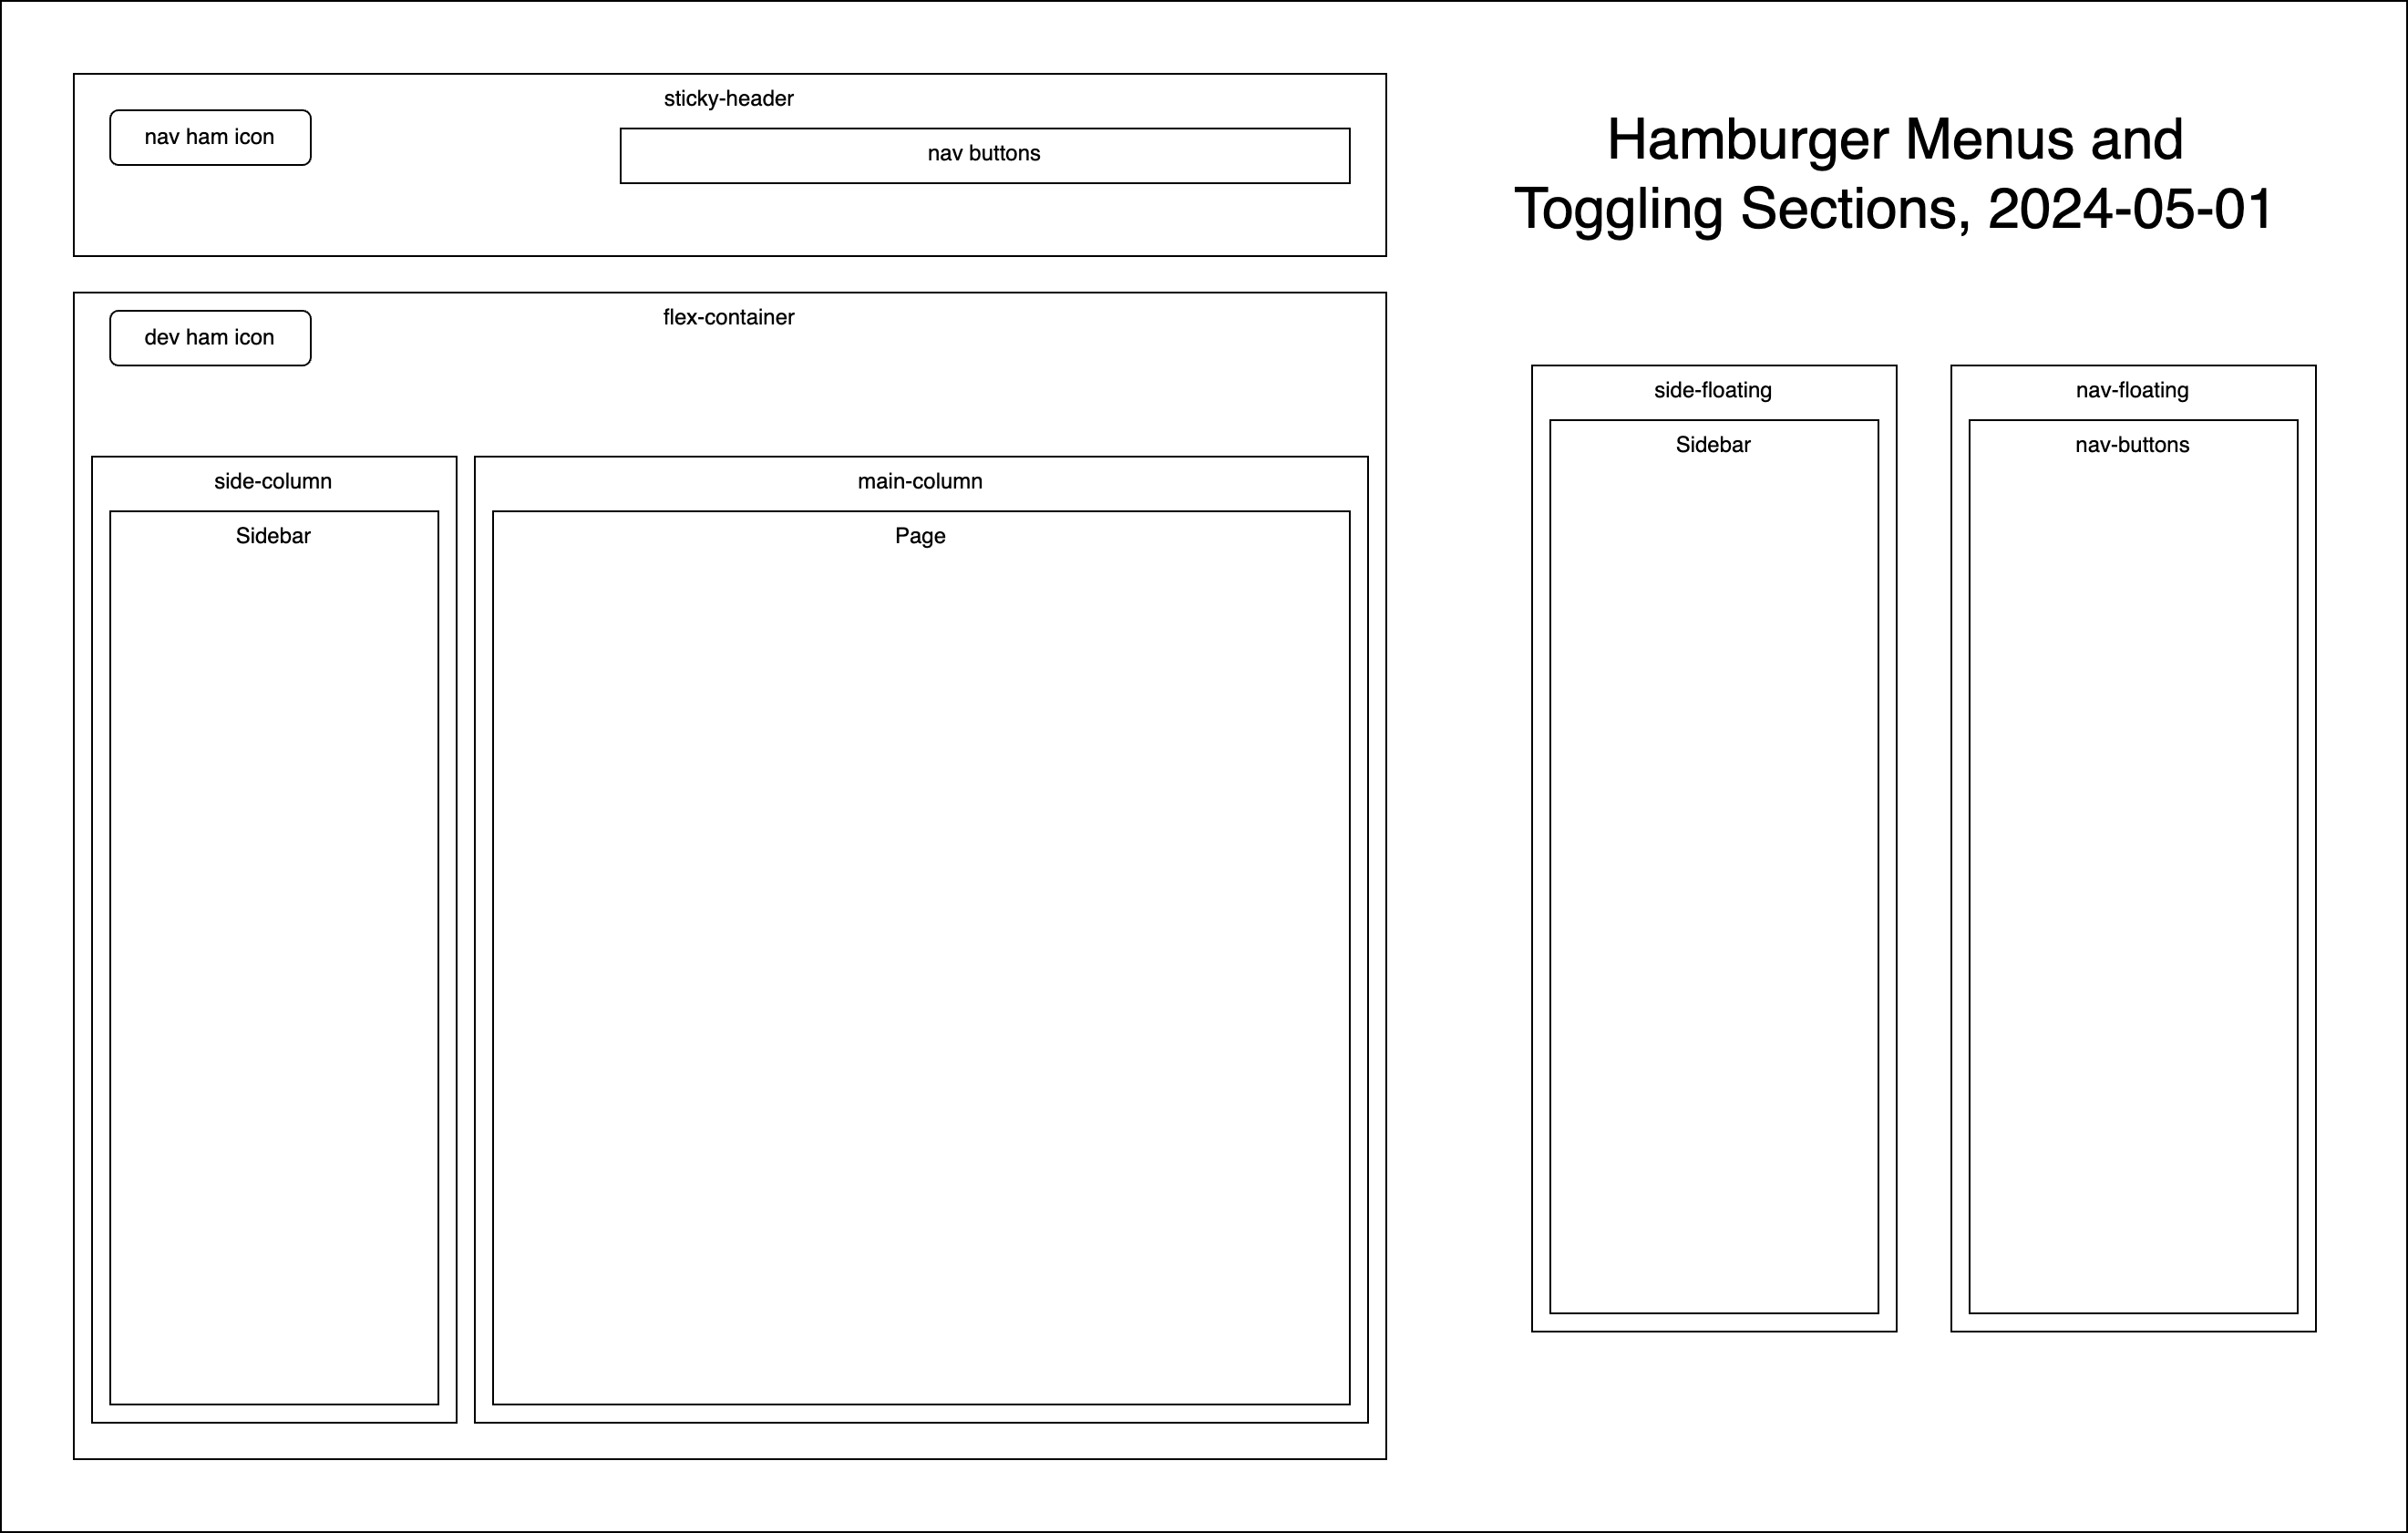 sticky-header
nav ham icon
nav buttons
Hamburger Menus and
Toggling Sections, 2024-05-01
flex-container
dev ham icon
side-column
Sidebar
main-column
Page
side-floating
Sidebar
nav-floating
nav-buttons